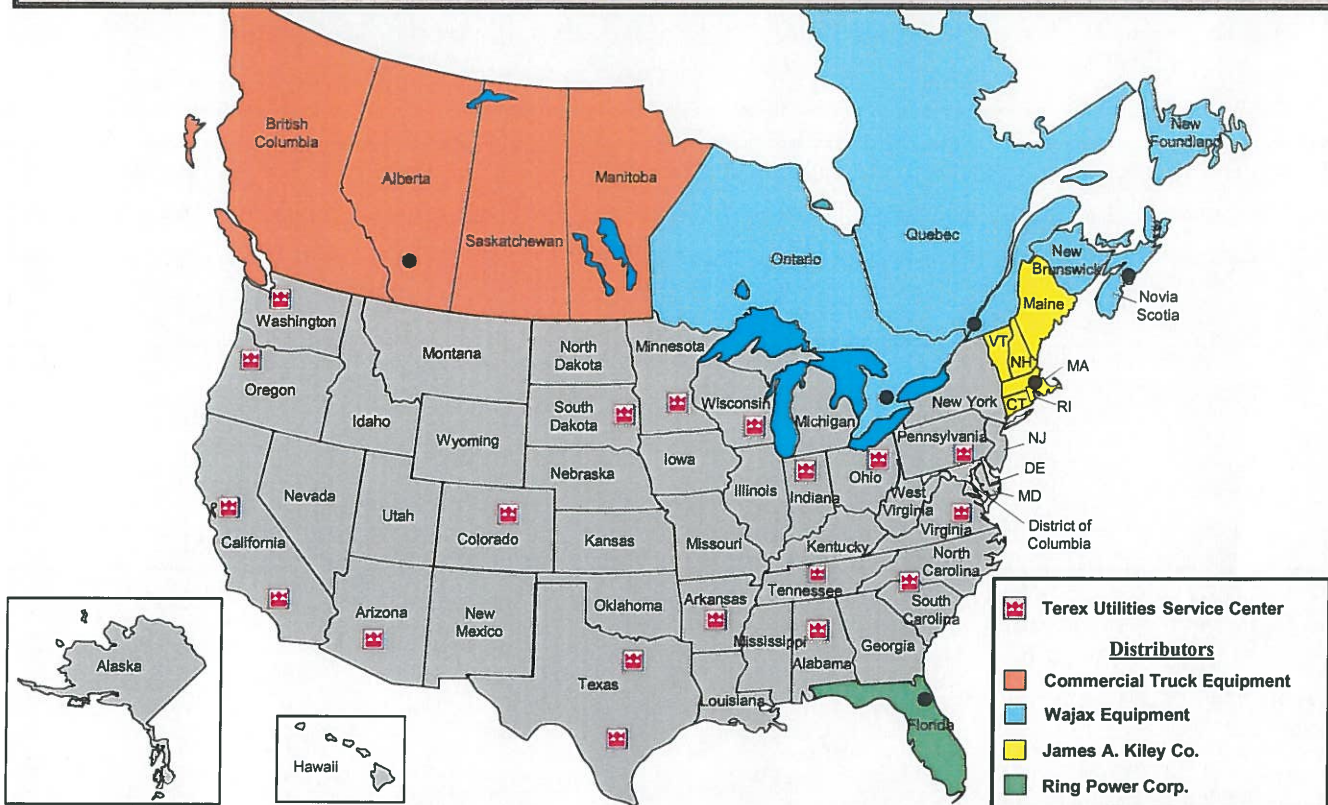 British
Columbia
Alberta
Saskatchewan
Manitoba
Ontario
Quebec
New
Foundland
New
Brunswick
Novia
Scotia
Maine
VT
NH
MA
CT
RI
Washington
Oregon
Montana
Idaho
Wyoming
North
Dakota
South
Dakota
Minnesota
Wisconsin
Michigan
New York
Pennsylvania
NJ
DE
MD
District of
Columbia
Nebraska
Iowa
Illinois
Indiana
Ohio
West
Virginia
Virginia
Nevada
Utah
California
Colorado
Kansas
Missouri
Kentucky
North
Carolina
Tennessee
South
Carolina
Arizona
New
Mexico
Oklahoma
Arkansas
Mississippi
Alabama
Georgia
Texas
Louisiana
Florida
Alaska
Hawaii
Terex Utilities Service Center
Distributors
Commercial Truck Equipment
Wajax Equipment
James A. Kiley Co.
Ring Power Corp.